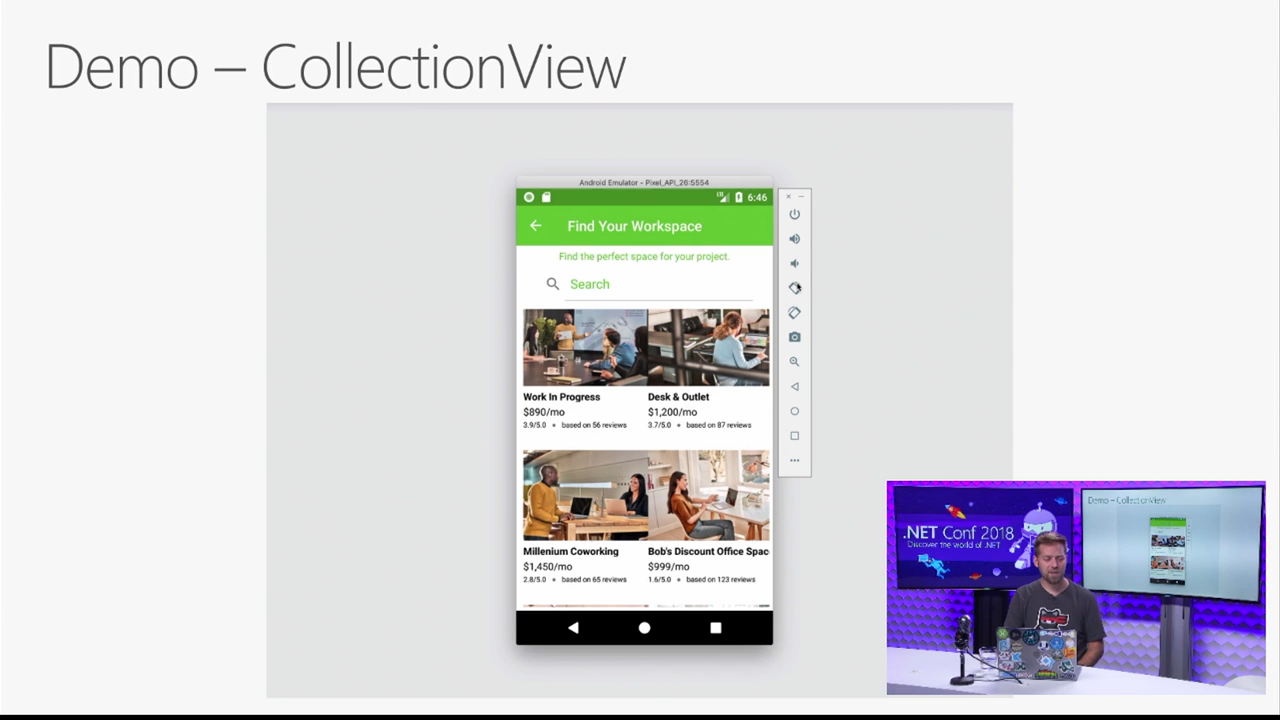 Demo – CollectionView
Android Emulator - Pixel_API_26:5554
LTE 6:46
Find Your Workspace
Find the perfect space for your project.
Search
Work In Progress
$890/mo
3.9/5.0 • based on 56 reviews
Desk & Outlet
$1,200/mo
3.7/5.0 • based on 87 reviews
Millenium Coworking
$1,450/mo
2.8/5.0 • based on 65 reviews
Bob's Discount Office Spac
$999/mo
1.6/5.0 • based on 123 reviews
.NET Conf 2018
Discover the world of .NET
Demo – CollectionView